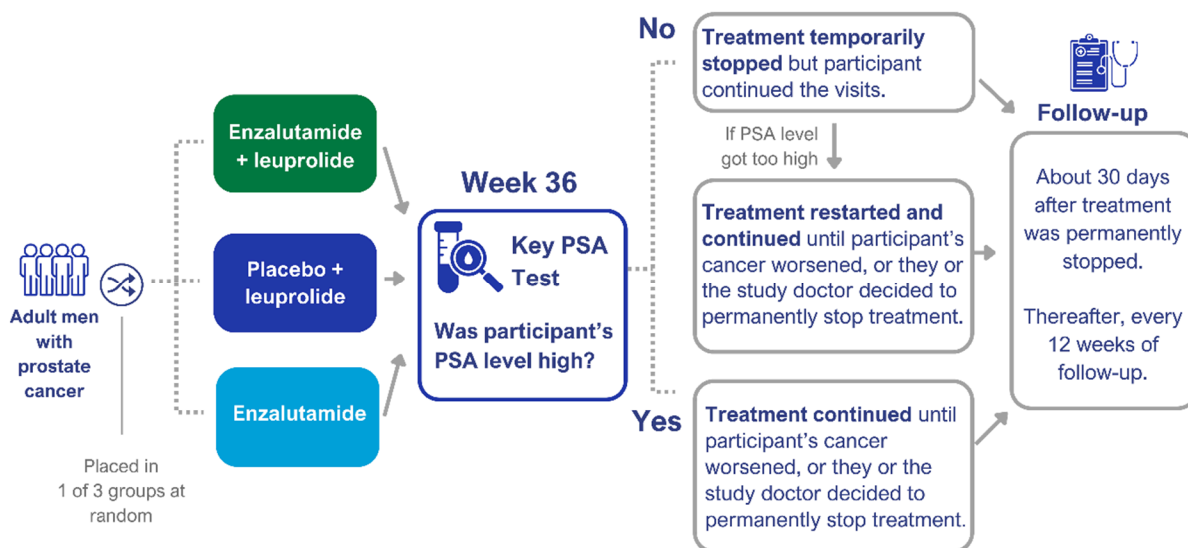 Adult men
with
prostate
cancer
Placed in
1 of 3 groups at
random
Enzalutamide
+ leuprolide
Placebo +
leuprolide
Enzalutamide
Week 36
Key PSA
Test
Was participant's
PSA level high?
No
Treatment temporarily
stopped but participant
continued the visits.
If PSA level
got too high
Treatment restarted and
continued until participant's
cancer worsened, or they or
the study doctor decided to
permanently stop treatment.
Yes
Treatment continued until
participant's cancer
worsened, or they or the
study doctor decided to
permanently stop treatment.
Follow-up
About 30 days
after treatment
was permanently
stopped.
Thereafter, every
12 weeks of
follow-up.